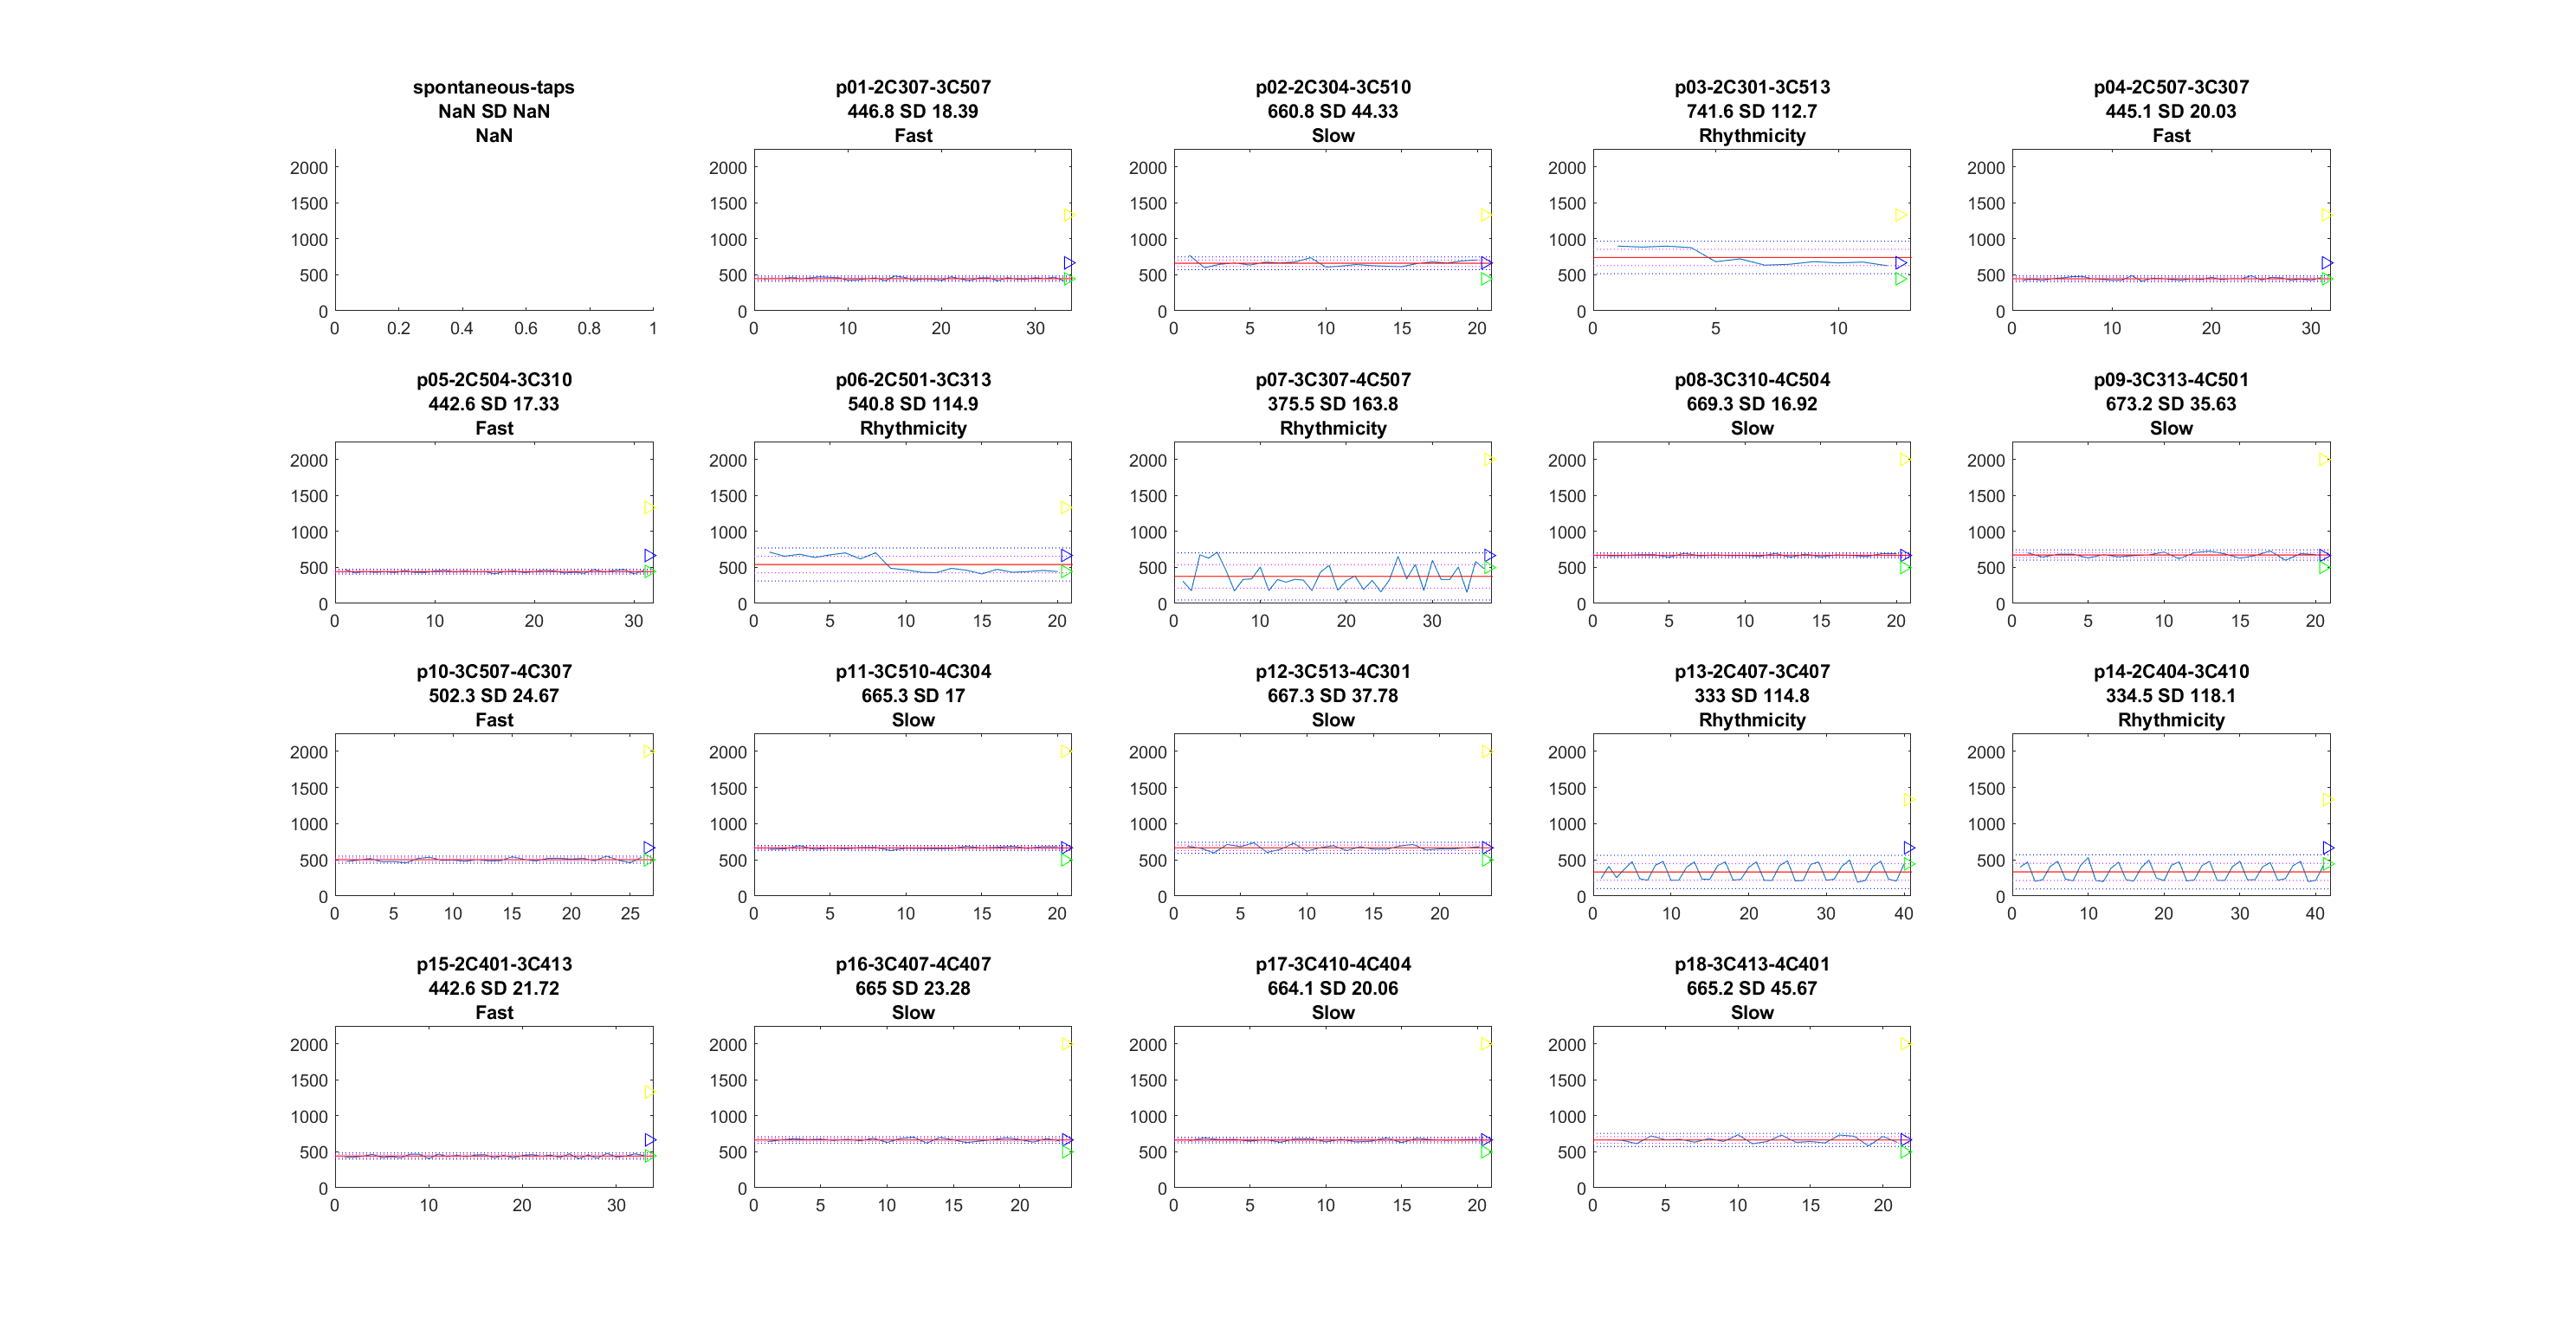 spontaneous-taps
NaN SD NaN
NaN
2000
1500
1000
500
0
0 0.2 0.4 0.6 0.8 1
p01-2C307-3C507
446.8 SD 18.39
Fast
2000
1500
1000
500
0
0 10 20 30
p02-2C304-3C510
660.8 SD 44.33
Slow
2000
1500
1000
500
0
0 5 10 15 20
p03-2C301-3C513
741.6 SD 112.7
Rhythmicity
2000
1500
1000
500
0
0 5 10
p04-2C507-3C307
445.1 SD 20.03
Fast
2000
1500
1000
500
0
0 10 20 30
p05-2C504-3C310
442.6 SD 17.33
Fast
2000
1500
1000
500
0
0 10 20 30
p06-2C501-3C313
540.8 SD 114.9
Rhythmicity
2000
1500
1000
500
0
0 5 10 15 20
p07-3C307-4C507
375.5 SD 163.8
Rhythmicity
2000
1500
1000
500
0
0 10 20 30
p08-3C310-4C504
669.3 SD 16.92
Slow
2000
1500
1000
500
0
0 5 10 15 20
p09-3C313-4C501
673.2 SD 35.63
Slow
2000
1500
1000
500
0
0 5 10 15 20
p10-3C507-4C307
502.3 SD 24.67
Fast
2000
1500
1000
500
0
0 5 10 15 20 25
p11-3C510-4C304
665.3 SD 17
Slow
2000
1500
1000
500
0
0 5 10 15 20
p12-3C513-4C301
667.3 SD 37.78
Slow
2000
1500
1000
500
0
0 5 10 15 20
p13-2C407-3C407
333 SD 114.8
Rhythmicity
2000
1500
1000
500
0
0 10 20 30 40
p14-2C404-3C410
334.5 SD 118.1
Rhythmicity
2000
1500
1000
500
0
0 10 20 30 40
p15-2C401-3C413
442.6 SD 21.72
Fast
2000
1500
1000
500
0
0 10 20 30
p16-3C407-4C407
665 SD 23.28
Slow
2000
1500
1000
500
0
0 5 10 15 20
p17-3C410-4C404
664.1 SD 20.06
Slow
2000
1500
1000
500
0
0 5 10 15 20
p18-3C413-4C401
665.2 SD 45.67
Slow
2000
1500
1000
500
0
0 5 10 15 20